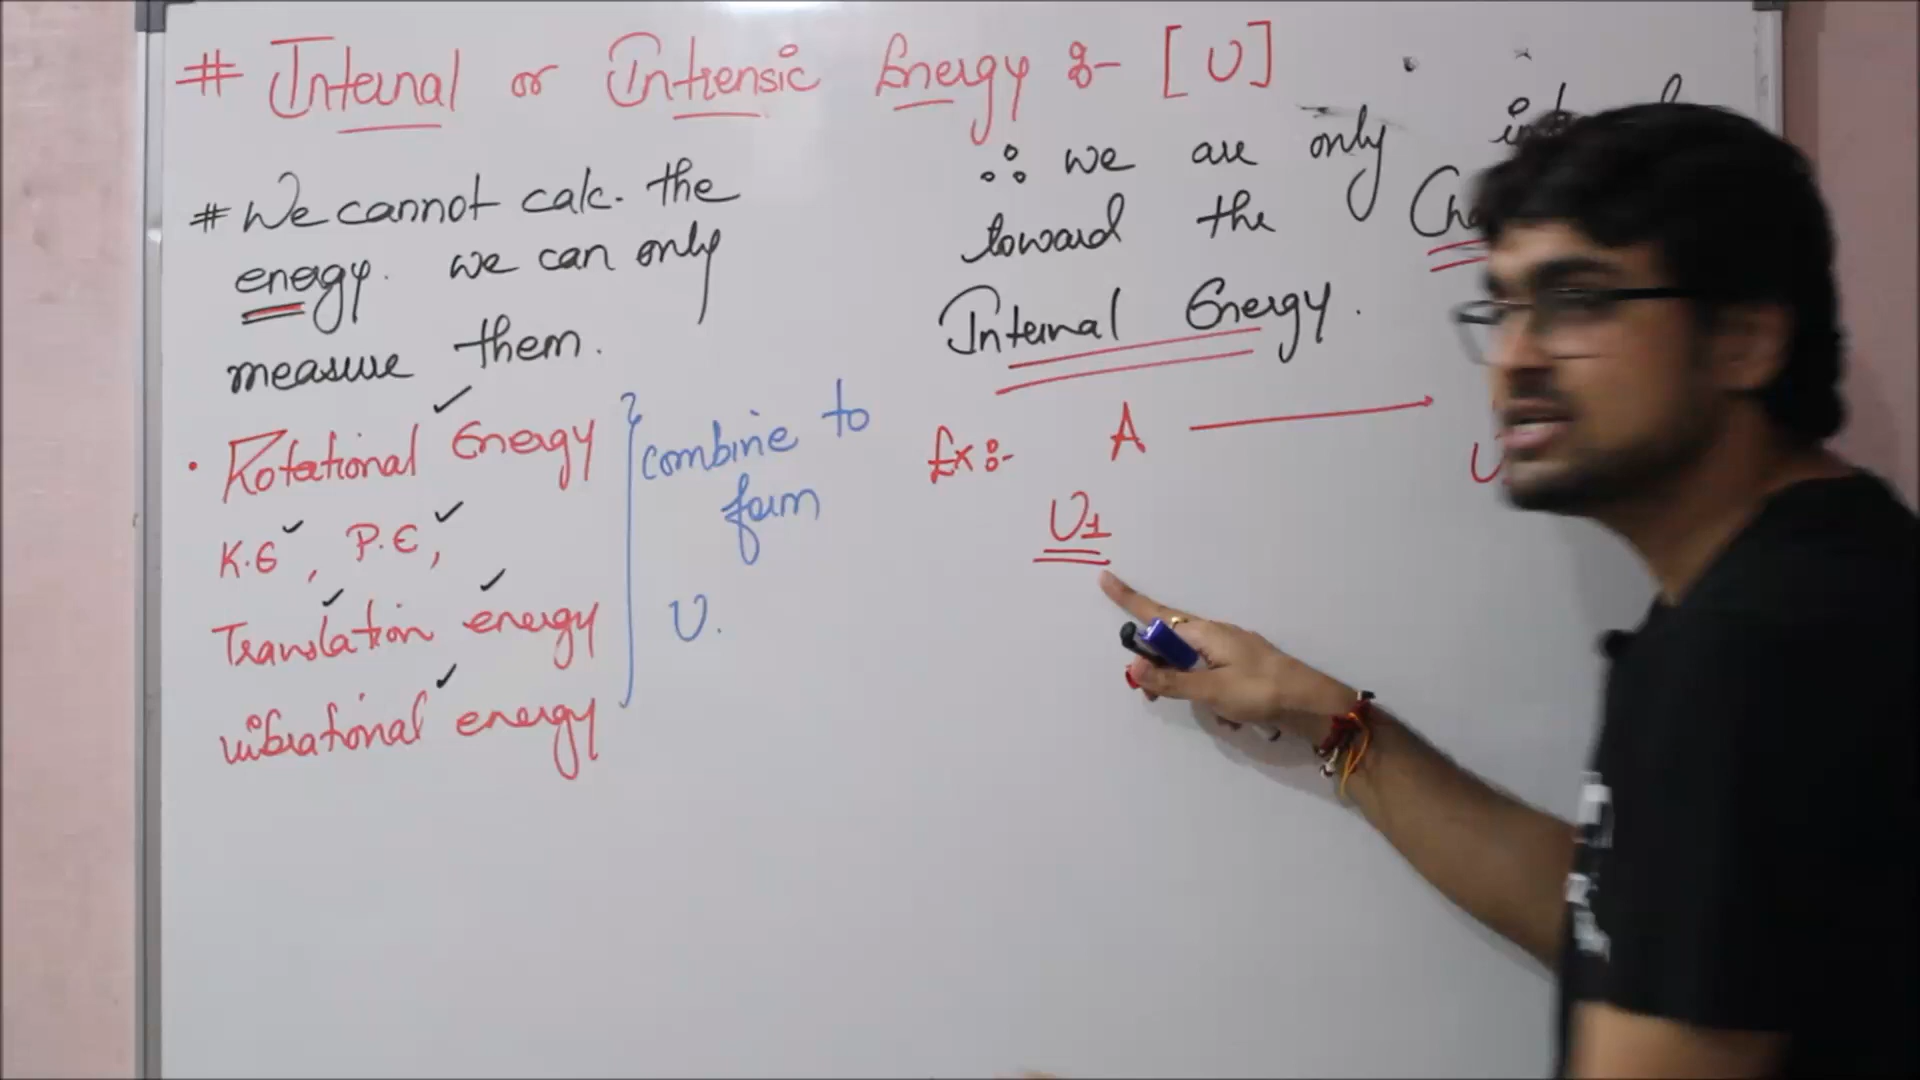 # Internal or Intrensic Energy :- [U]
# We cannot calc. the
energy. we can only
measure them.
• Rotational Energy
K.E, P.E,
Translation energy
vibrational energy
combine to
form
U.
∴ we are only
toward the
Internal Energy.
Ex :- A →
U1